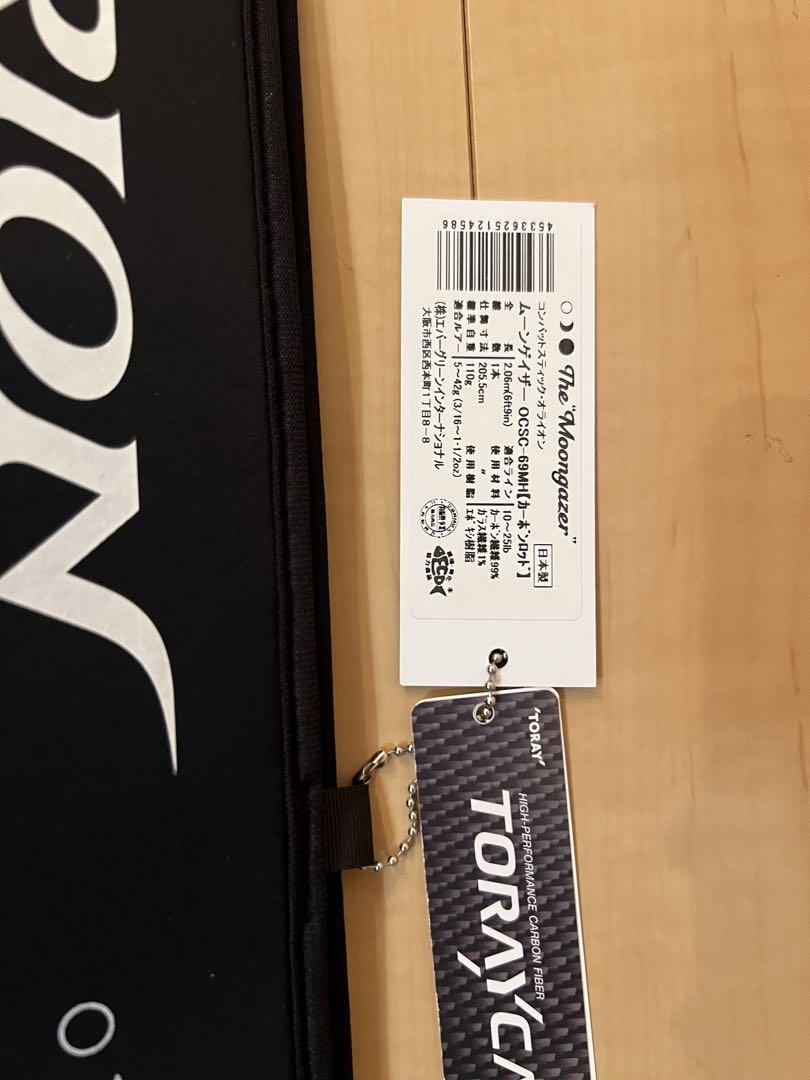 RION
The "Moongazer"
コンバットスティック・オライオン
日本製
ムーンゲイザー OCSC-69MH【カーボンロッド】
全長 2.06m(6ft9in) 適合ライン 10〜25lb
継数 1本 使用材料 カーボン繊維99%
仕舞寸法 205.5cm 〃 ガラス繊維1%
標準自重 110g 使用樹脂 エポキシ樹脂
適合ルアー 5〜42g (3/16〜1・1/2oz)
(株)エバーグリーンインターナショナル
大阪市西区西本町1丁目8-8
4533625124586
ECO
'TORAY'
HIGH-PERFORMANCE CARBON FIBER
TORAYCA